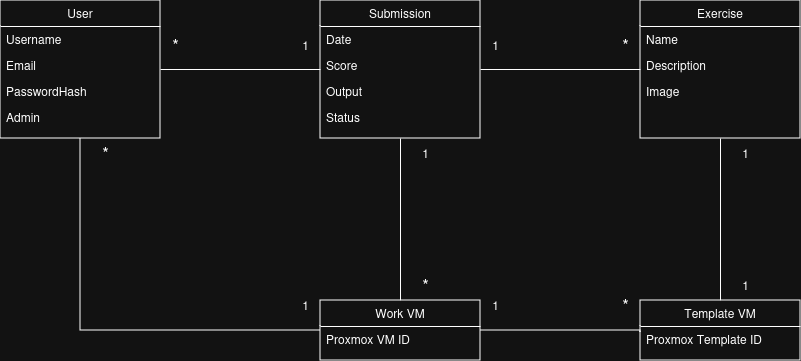 User
Username
Email
PasswordHash
Admin
*
1
Submission
Date
Score
Output
Status
1
*
Exercise
Name
Description
Image
*
1
1
*
1
1
Work VM
Proxmox VM ID
1
*
1
Template VM
Proxmox Template ID